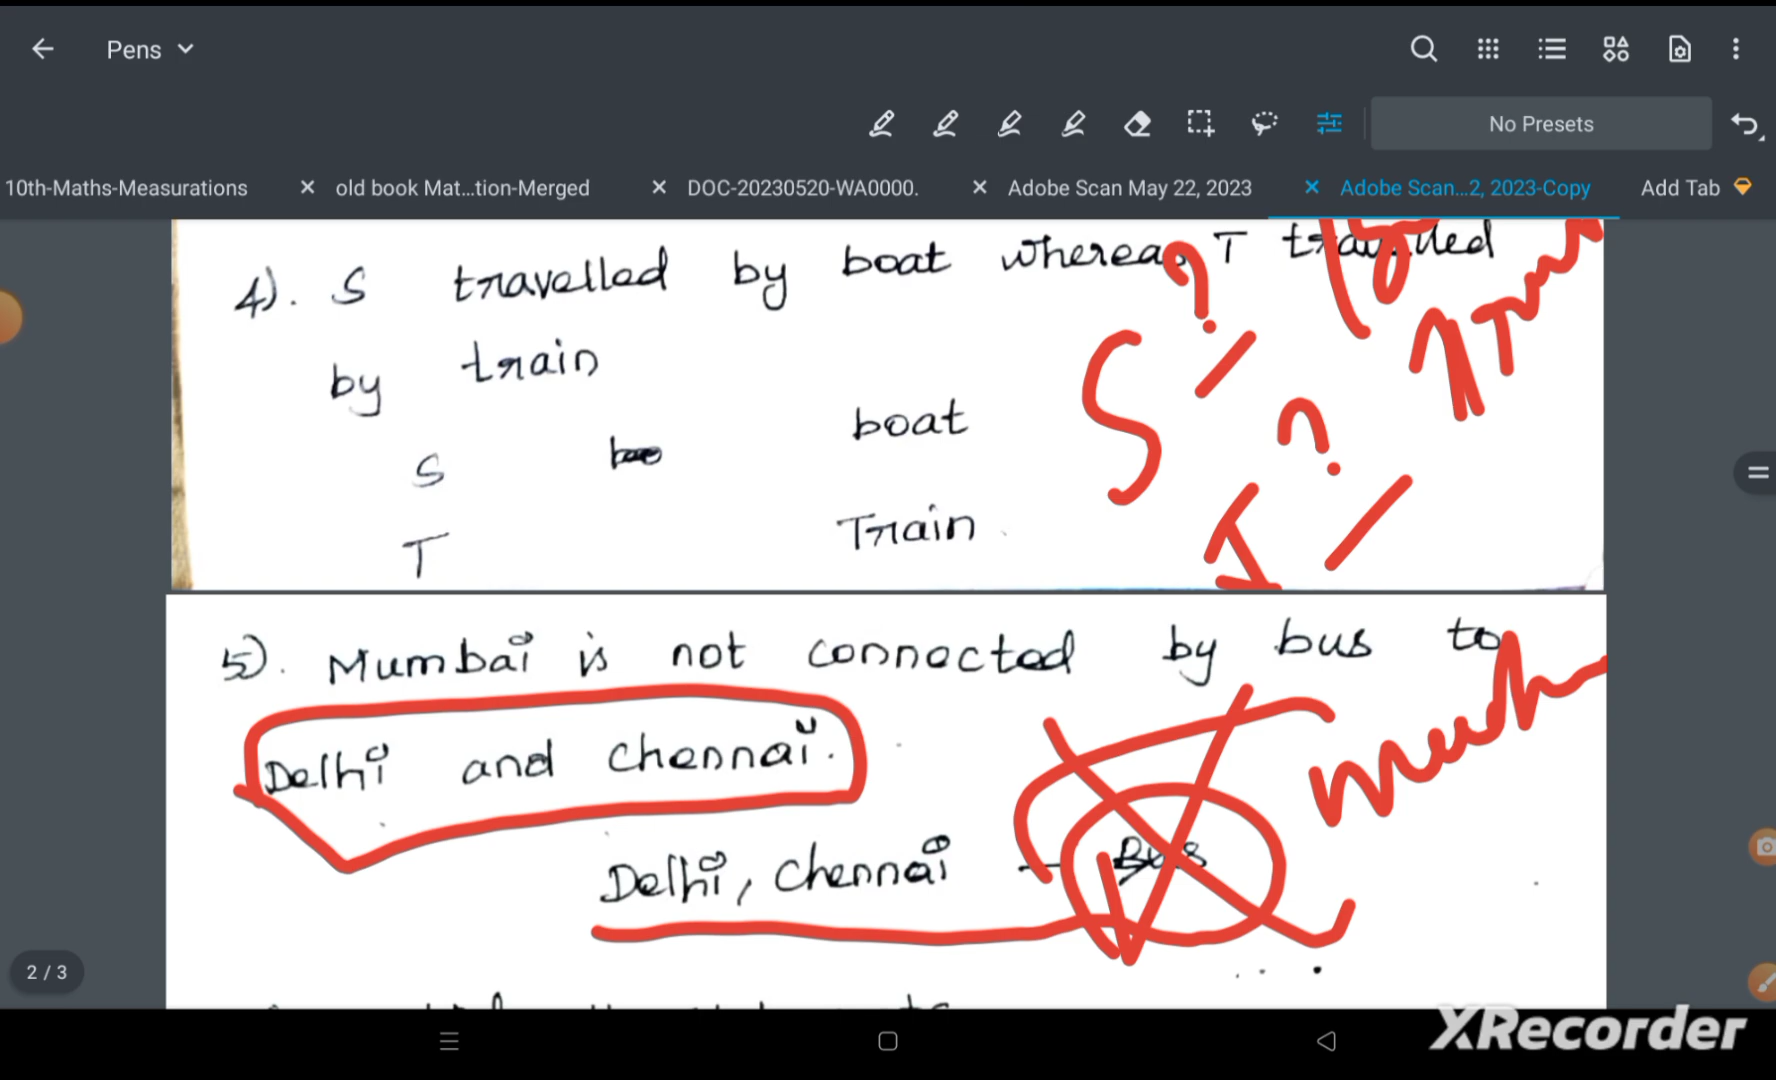 Pens
No Presets
10th-Maths-Measurations
old book Mat...tion-Merged
DOC-20230520-WA0000.
Adobe Scan May 22, 2023
Adobe Scan...2, 2023-Copy
Add Tab
4). S travelled by boat whereas T travelled
by train
S boat
T Train
S ?
T ?
5). Mumbai is not connected by bus to
Delhi and Chennai.
Delhi, Chennai - Bus
2 / 3
XRecorder